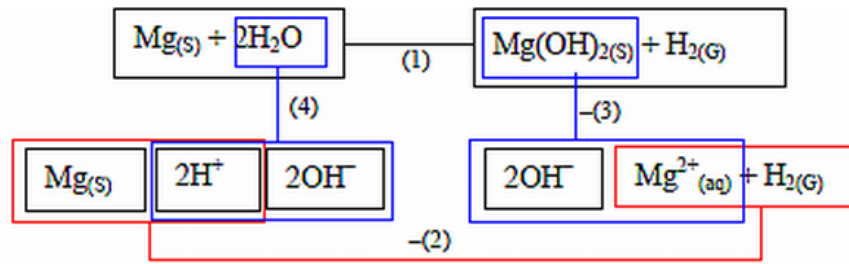 Mg(S) + 2H₂O Mg(OH)₂(S) + H₂(G)
(1)
(4) –(3)
Mg(S) 2H⁺ 2OH⁻ 2OH⁻ Mg²⁺(aq) + H₂(G)
–(2)